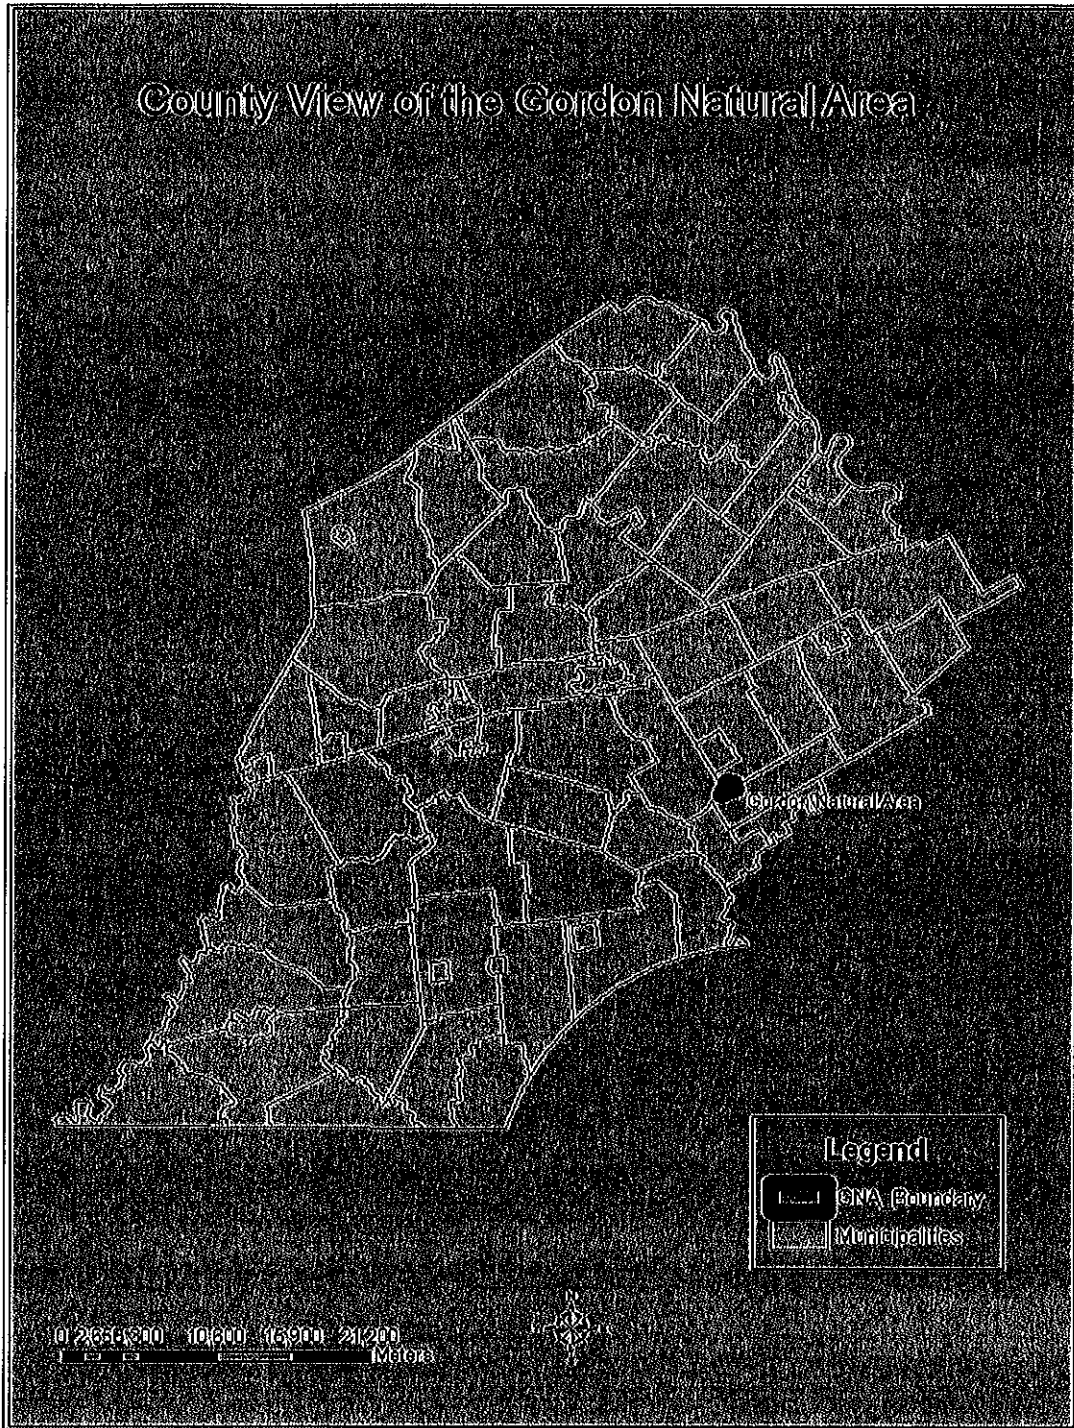 County View of the Gordon Natural Area
Gordon Natural Area
Legend
GNA Boundary
Municipalities
N
0 2,650 5,300 10,600 15,900 21,200
Meters